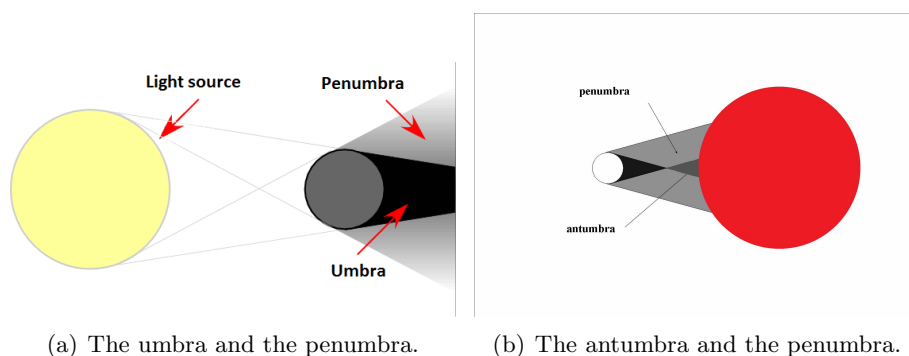 Light source
Penumbra
Umbra
penumbra
antumbra
(a) The umbra and the penumbra.
(b) The antumbra and the penumbra.